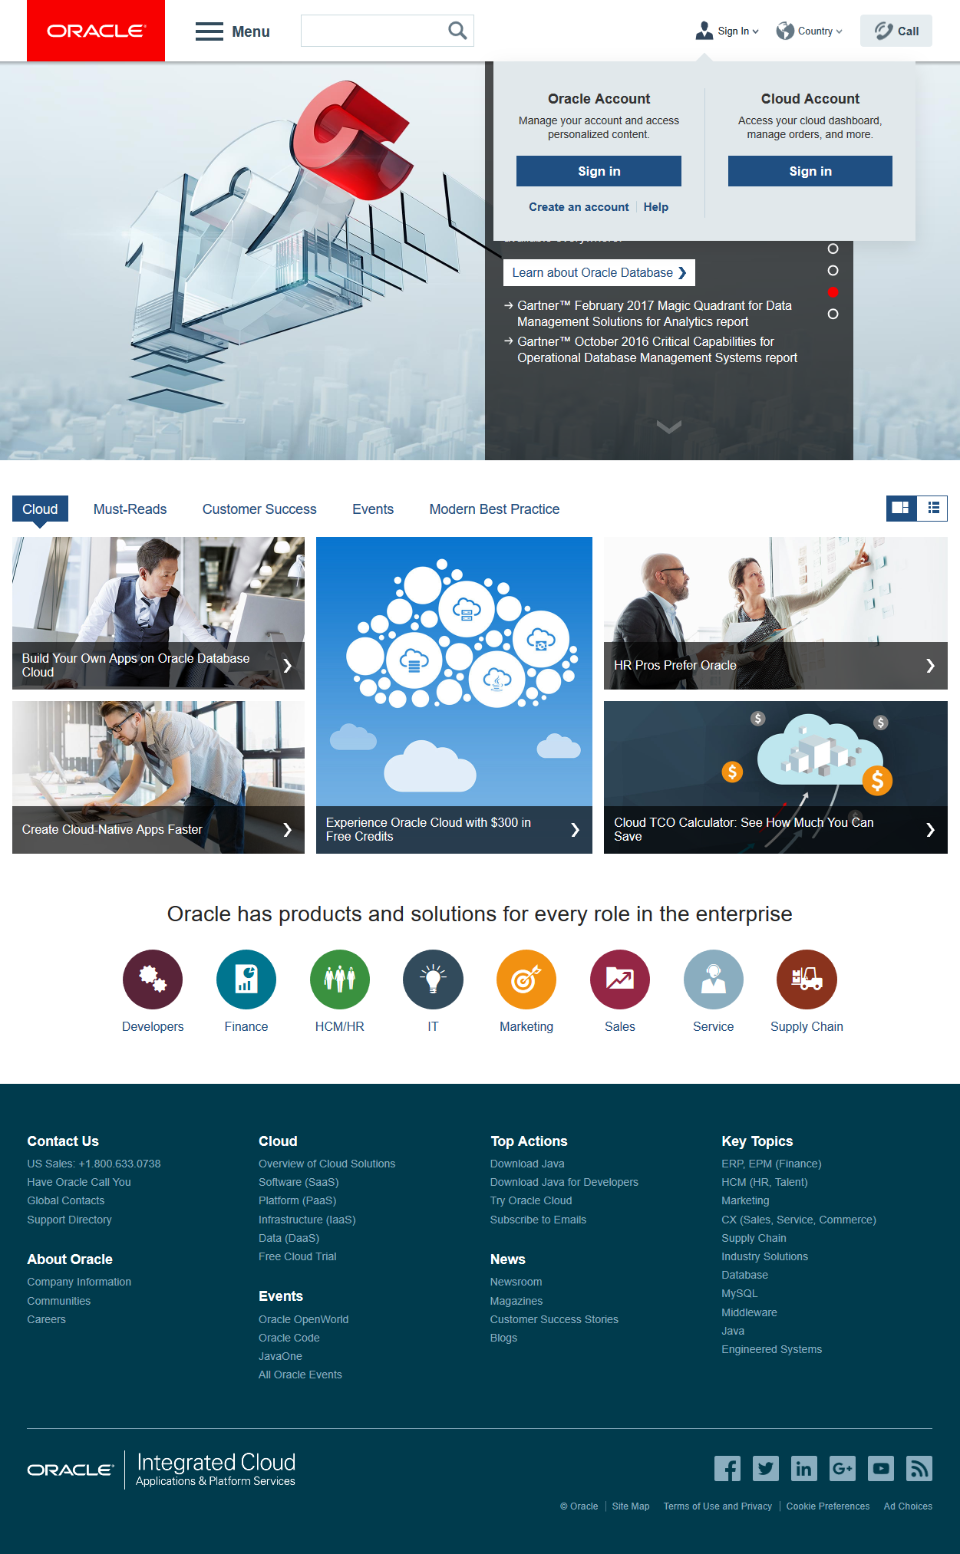 ORACLE
Menu
Sign In
Country
Call
Oracle Account
Manage your account and access
personalized content.
Sign in
Create an account
Help
Cloud Account
Access your cloud dashboard,
manage orders, and more.
Sign in
Learn about Oracle Database
Gartner™ February 2017 Magic Quadrant for Data
Management Solutions for Analytics report
Gartner™ October 2016 Critical Capabilities for
Operational Database Management Systems report
12c
Cloud
Must-Reads
Customer Success
Events
Modern Best Practice
Build Your Own Apps on Oracle Database
Cloud
Create Cloud-Native Apps Faster
Experience Oracle Cloud with $300 in
Free Credits
HR Pros Prefer Oracle
$
$
$
$
Cloud TCO Calculator: See How Much You Can
Save
Oracle has products and solutions for every role in the enterprise
Developers
Finance
HCM/HR
IT
Marketing
Sales
Service
Supply Chain
Contact Us
US Sales: +1.800.633.0738
Have Oracle Call You
Global Contacts
Support Directory
About Oracle
Company Information
Communities
Careers
Cloud
Overview of Cloud Solutions
Software (SaaS)
Platform (PaaS)
Infrastructure (IaaS)
Data (DaaS)
Free Cloud Trial
Events
Oracle OpenWorld
Oracle Code
JavaOne
All Oracle Events
Top Actions
Download Java
Download Java for Developers
Try Oracle Cloud
Subscribe to Emails
News
Newsroom
Magazines
Customer Success Stories
Blogs
Key Topics
ERP, EPM (Finance)
HCM (HR, Talent)
Marketing
CX (Sales, Service, Commerce)
Supply Chain
Industry Solutions
Database
MySQL
Middleware
Java
Engineered Systems
ORACLE
Integrated Cloud
Applications & Platform Services
© Oracle
Site Map
Terms of Use and Privacy
Cookie Preferences
Ad Choices